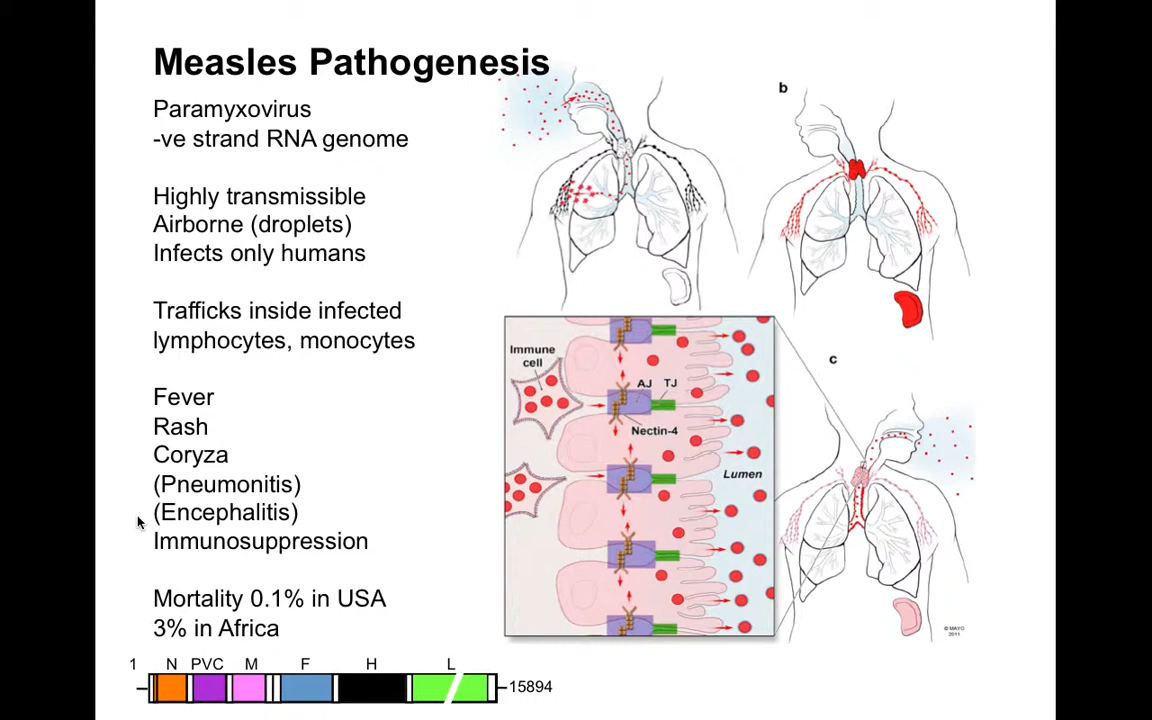 Measles Pathogenesis
Paramyxovirus
-ve strand RNA genome
Highly transmissible
Airborne (droplets)
Infects only humans
Trafficks inside infected
lymphocytes, monocytes
Fever
Rash
Coryza
(Pneumonitis)
(Encephalitis)
Immunosuppression
Mortality 0.1% in USA
3% in Africa
1 N PVC M F H L
15894
b
Immune
cell
AJ TJ
Nectin-4
Lumen
c
© MAYO
2011